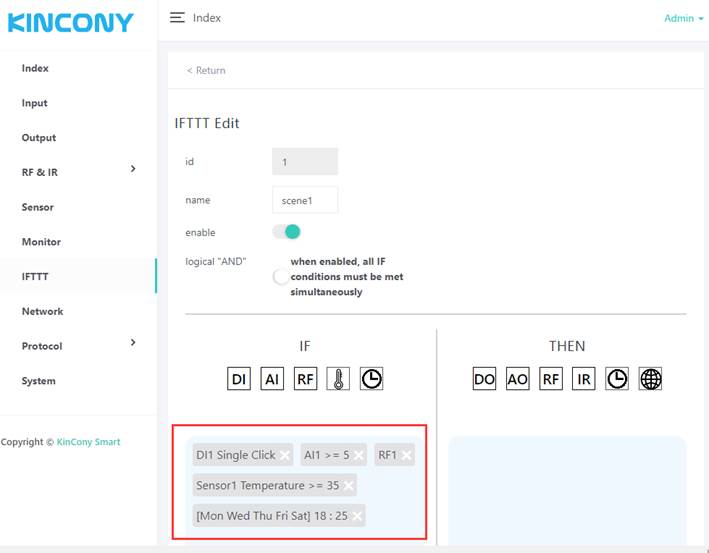 KINCONY
Index
Admin
Index
Input
Output
RF & IR
Sensor
Monitor
IFTTT
Network
Protocol
System
Copyright © KinCony Smart
< Return
IFTTT Edit
id 1
name scene1
enable
logical "AND" when enabled, all IF
conditions must be met
simultaneously
IF
DI AI RF
THEN
DO AO RF IR
DI1 Single Click AI1 >= 5 RF1
Sensor1 Temperature >= 35
[Mon Wed Thu Fri Sat] 18 : 25